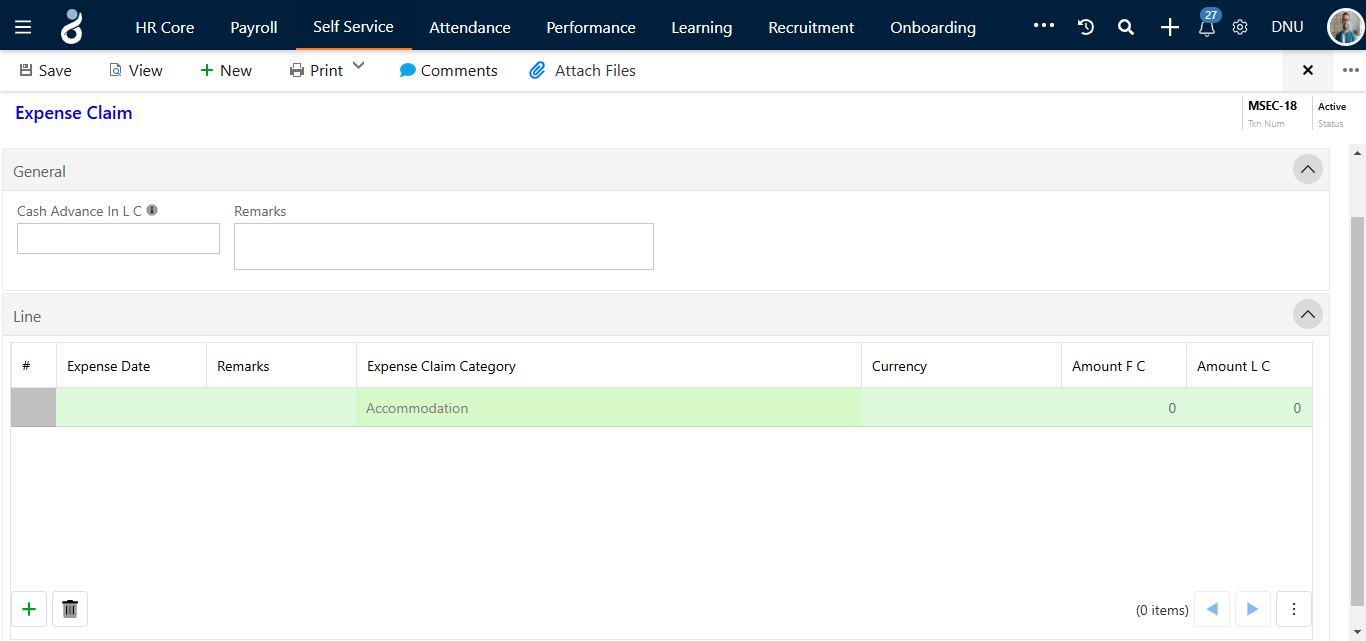 HR Core Payroll Self Service Attendance Performance Learning Recruitment Onboarding 27 DNU
Save View New Print Comments Attach Files
Expense Claim
MSEC-18 Active
Txn Num Status
General
Cash Advance In L C Remarks
Line
# Expense Date Remarks Expense Claim Category Currency Amount F C Amount L C
Accommodation 0 0
(0 items)